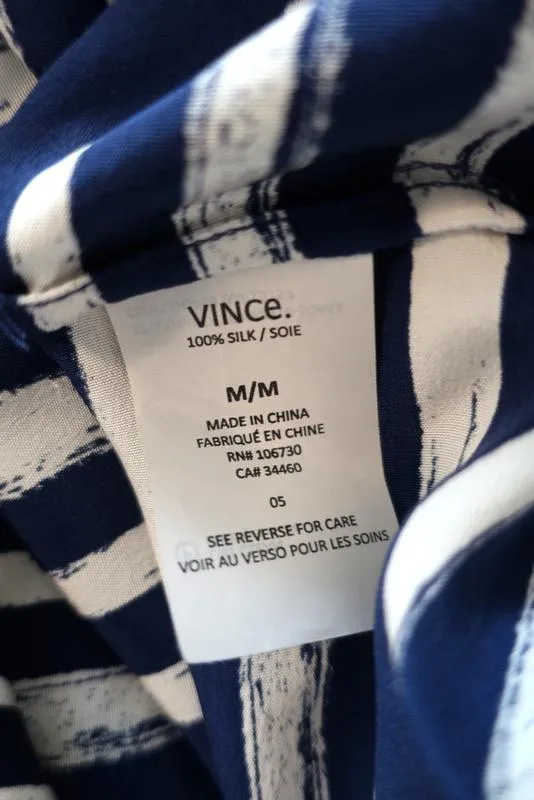 VINCe.
100% SILK / SOIE
M/M
MADE IN CHINA
FABRIQUÉ EN CHINE
RN# 106730
CA# 34460
05
SEE REVERSE FOR CARE
VOIR AU VERSO POUR LES SOINS